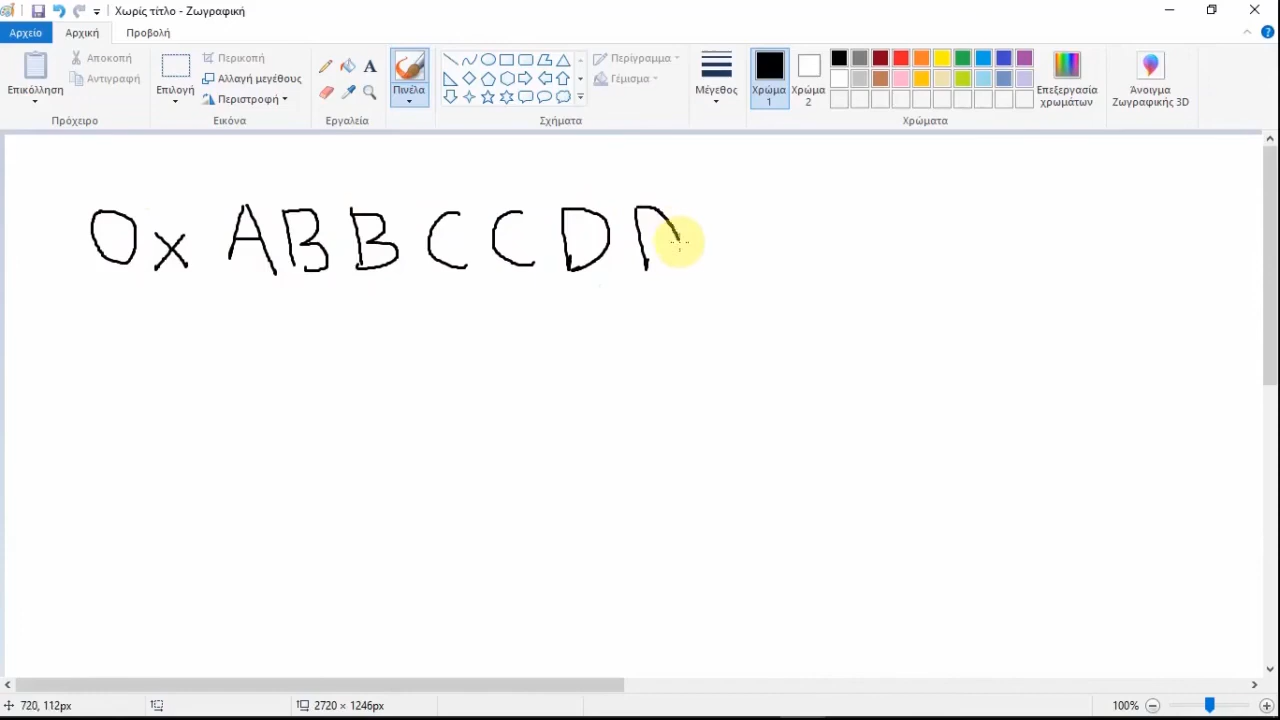 Χωρίς τίτλο - Ζωγραφική
Αρχείο Αρχική Προβολή
Επικόλληση
Αποκοπή
Αντιγραφή
Πρόχειρο
Επιλογή
Περικοπή
Αλλαγή μεγέθους
Περιστροφή
Εικόνα
A
Εργαλεία
Πινέλα
Περίγραμμα
Γέμισμα
Σχήματα
Μέγεθος
Χρώμα 1
Χρώμα 2
Επεξεργασία χρωμάτων
Χρώματα
Άνοιγμα Ζωγραφικής 3D
0x ABBCCD
720, 112px
2720 × 1246px
100%